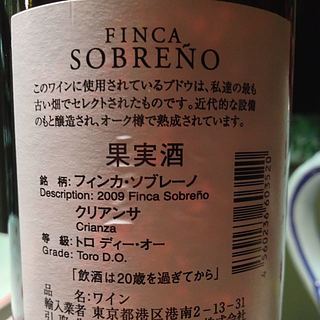 FINCA
SOBREÑO
このワインに使用されているブドウは、私達の最も
古い畑でセレクトされたものです。近代的な設備
のもと醸造され、オーク樽で熟成されています。
果実酒
銘 柄:フィンカ・ソブレーノ
Description: 2009 Finca Sobreño
クリアンサ
Crianza
等 級:トロ ディー・オー
Grade: Toro D.O.
「飲酒は20歳を過ぎてから」
品 名:ワイン
輸入業者 東京都港区港南2-13-31
4560236603520